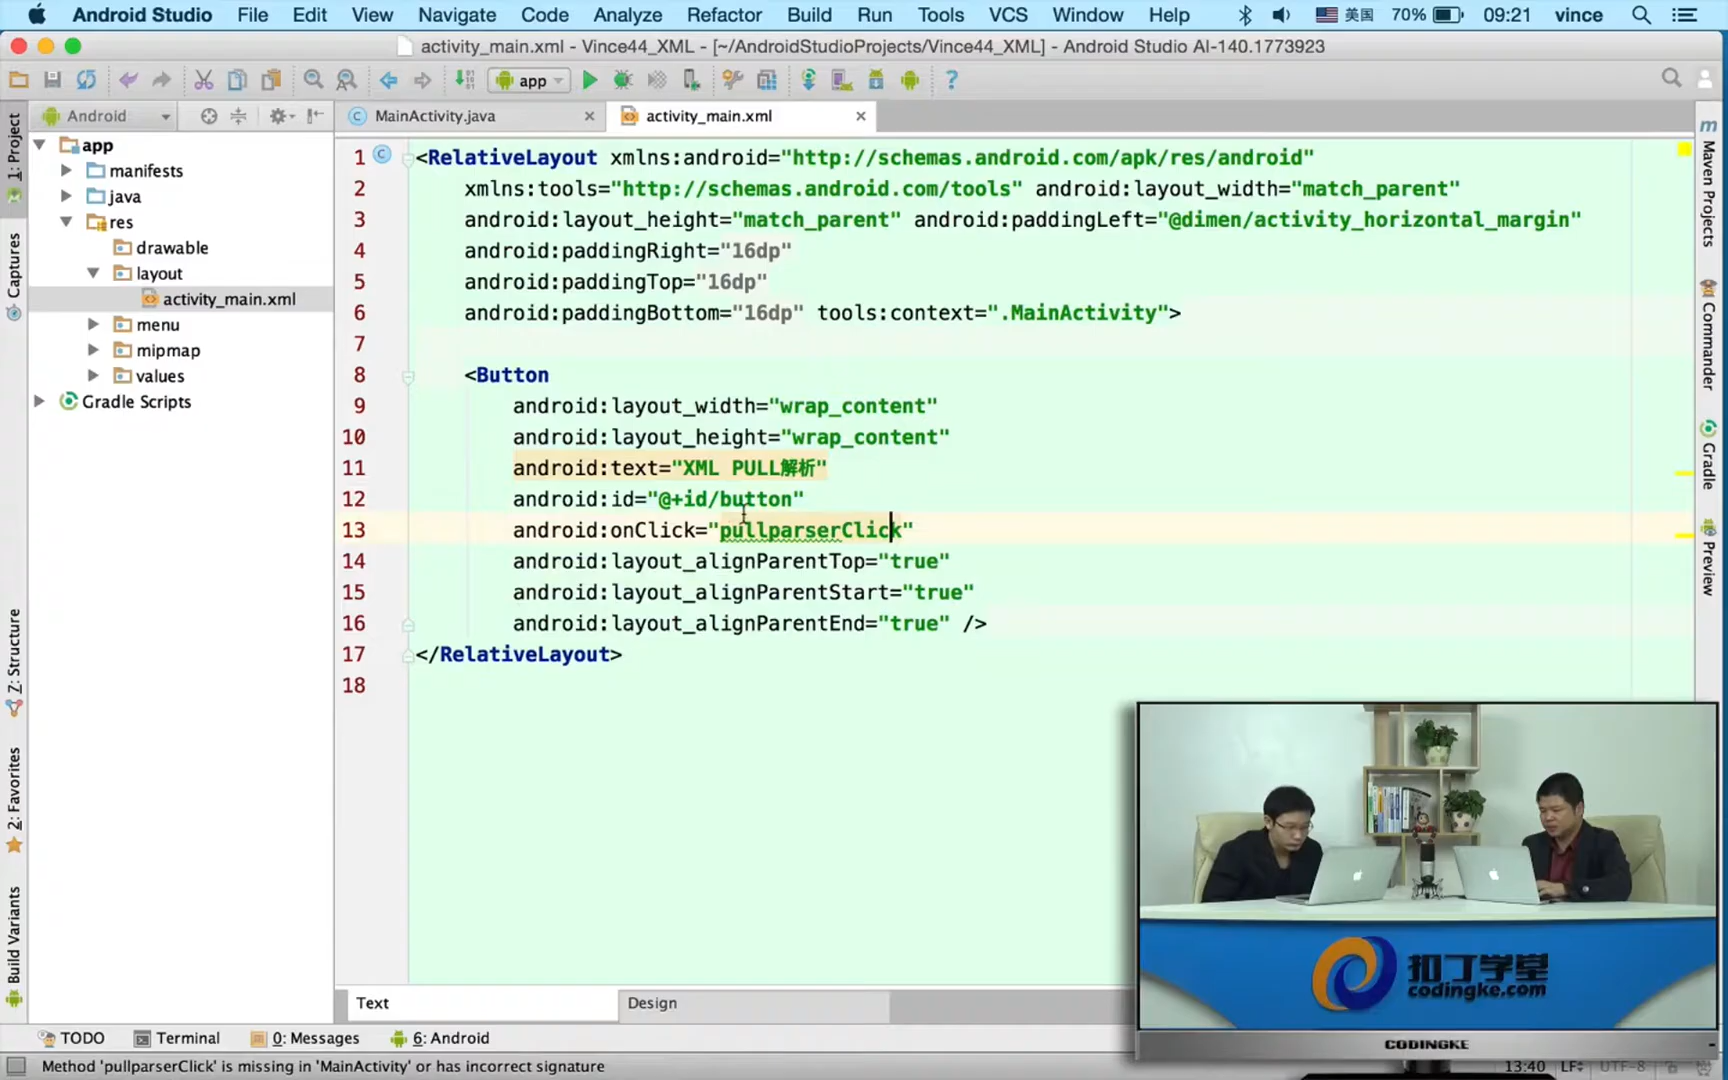 Android Studio File Edit View Navigate Code Analyze Refactor Build Run Tools VCS Window Help 美国 70% 09:21 vince
activity_main.xml - Vince44_XML - [~/AndroidStudioProjects/Vince44_XML] - Android Studio AI-140.1773923
app
Android
MainActivity.java
activity_main.xml
1: Project
Captures
Z: Structure
2: Favorites
Build Variants
app
manifests
java
res
drawable
layout
activity_main.xml
menu
mipmap
values
Gradle Scripts
1 <RelativeLayout xmlns:android="http://schemas.android.com/apk/res/android"
2 xmlns:tools="http://schemas.android.com/tools" android:layout_width="match_parent"
3 android:layout_height="match_parent" android:paddingLeft="@dimen/activity_horizontal_margin"
4 android:paddingRight="16dp"
5 android:paddingTop="16dp"
6 android:paddingBottom="16dp" tools:context=".MainActivity">
7
8 <Button
9 android:layout_width="wrap_content"
10 android:layout_height="wrap_content"
11 android:text="XML PULL解析"
12 android:id="@+id/button"
13 android:onClick="pullparserClick"
14 android:layout_alignParentTop="true"
15 android:layout_alignParentStart="true"
16 android:layout_alignParentEnd="true" />
17 </RelativeLayout>
18
Maven Projects
Commander
Gradle
Preview
扣丁学堂
codingke.com
CODINGKE
Text
Design
TODO
Terminal
0: Messages
6: Android
Method 'pullparserClick' is missing in 'MainActivity' or has incorrect signature
13:40 LF UTF-8